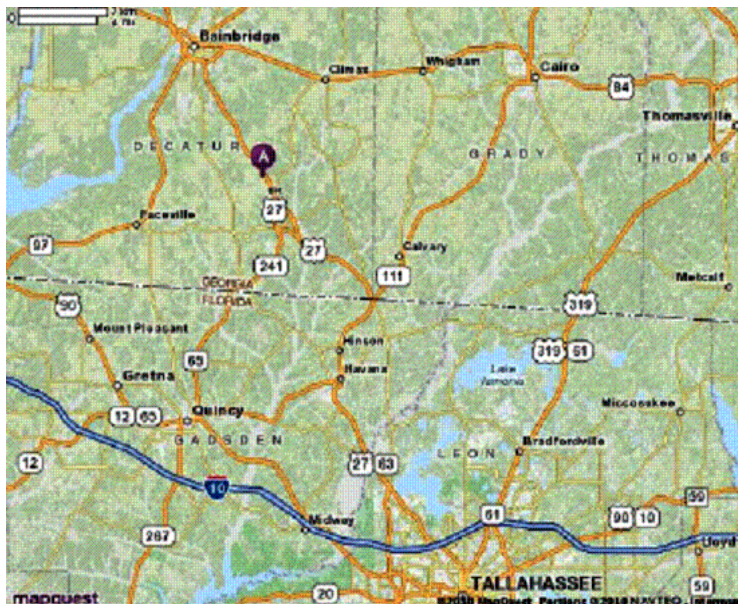 Bainbridge
Climax
Whigham
Cairo
84
Thomasville
DECATUR
A
GRADY
THOMAS
27
Faceville
27
Calvary
97
241
111
GEORGIA
FLORIDA
Metcalf
90
319
Mount Pleasant
Hinson
319 61
65
Lake
Iamonia
Havana
Gretna
Miccosukee
12 65
Quincy
GADSDEN
Bradfordville
LEON
12
27 63
10
59
61
90 10
267
Midway
Lloyd
TALLAHASSEE
20
59
mapquest